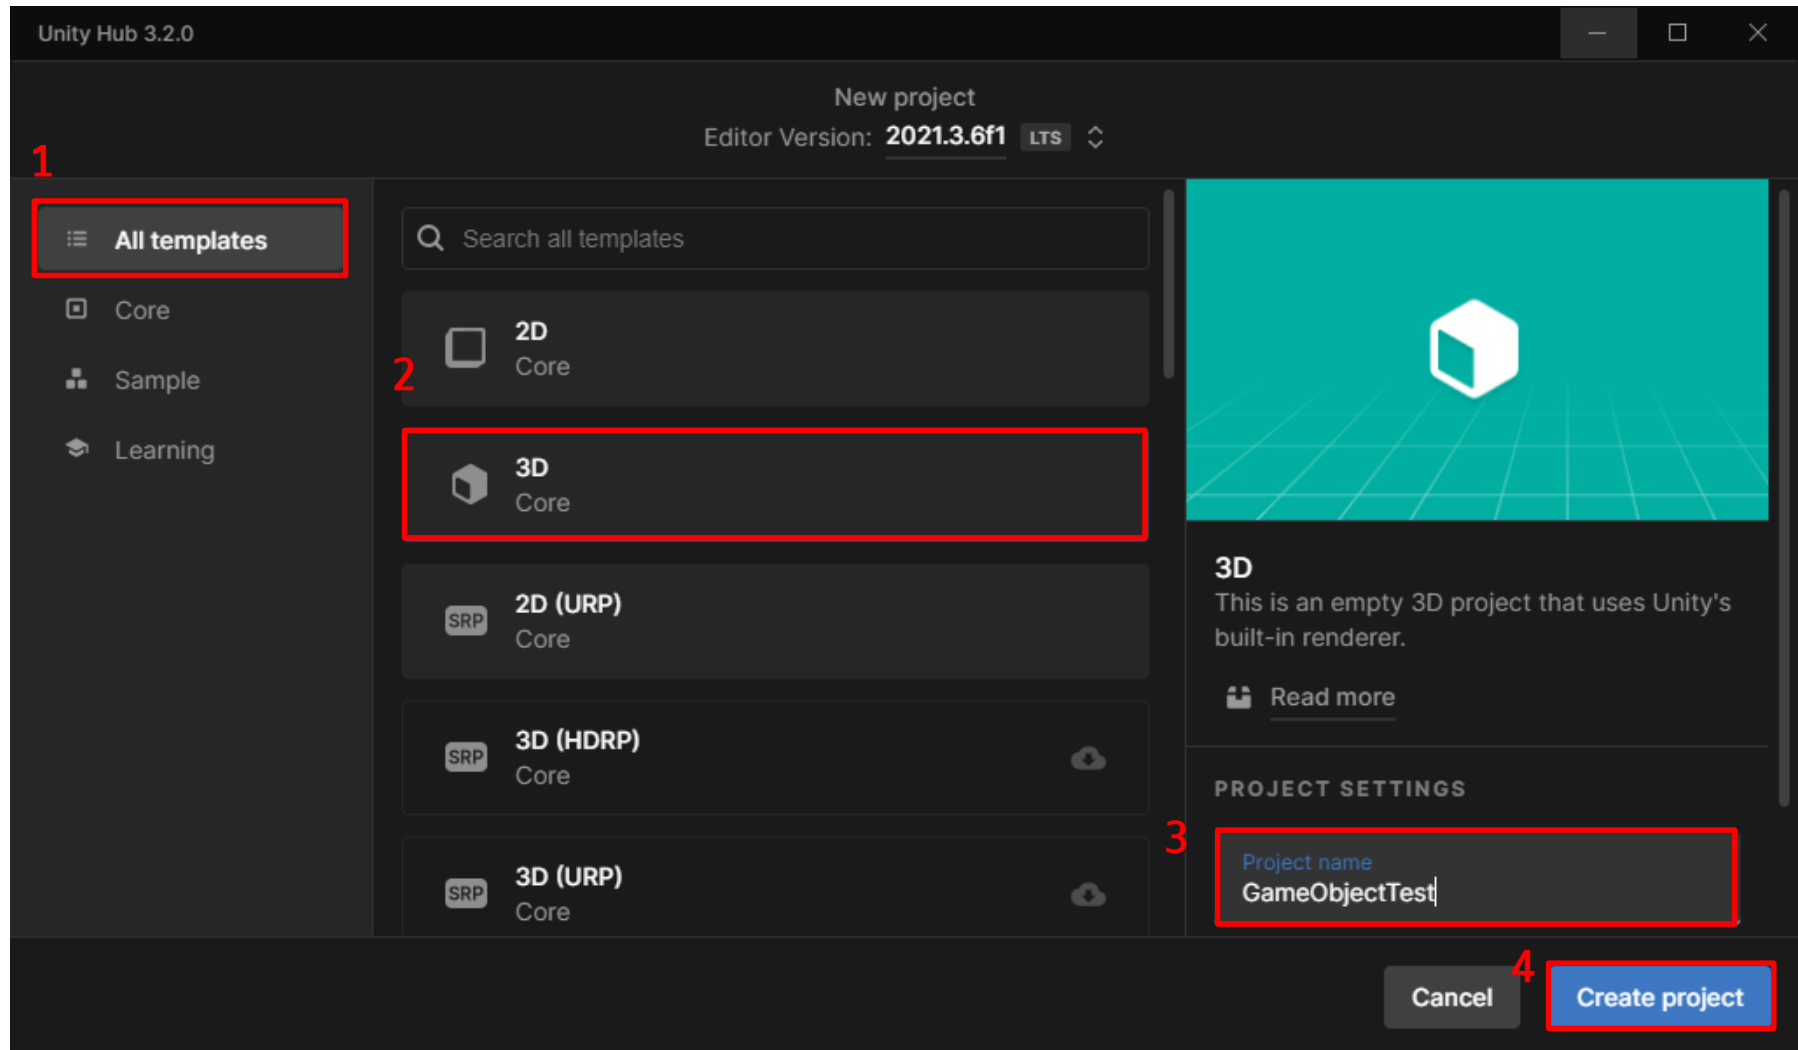 Unity Hub 3.2.0
New project
Editor Version: 2021.3.6f1 LTS
1
All templates
Core
Sample
Learning
Search all templates
2D
Core
2
3D
Core
2D (URP)
Core
SRP
3D (HDRP)
Core
SRP
3D (URP)
Core
SRP
3D
This is an empty 3D project that uses Unity's
built-in renderer.
Read more
PROJECT SETTINGS
3
Project name
GameObjectTest
4
Cancel
Create project